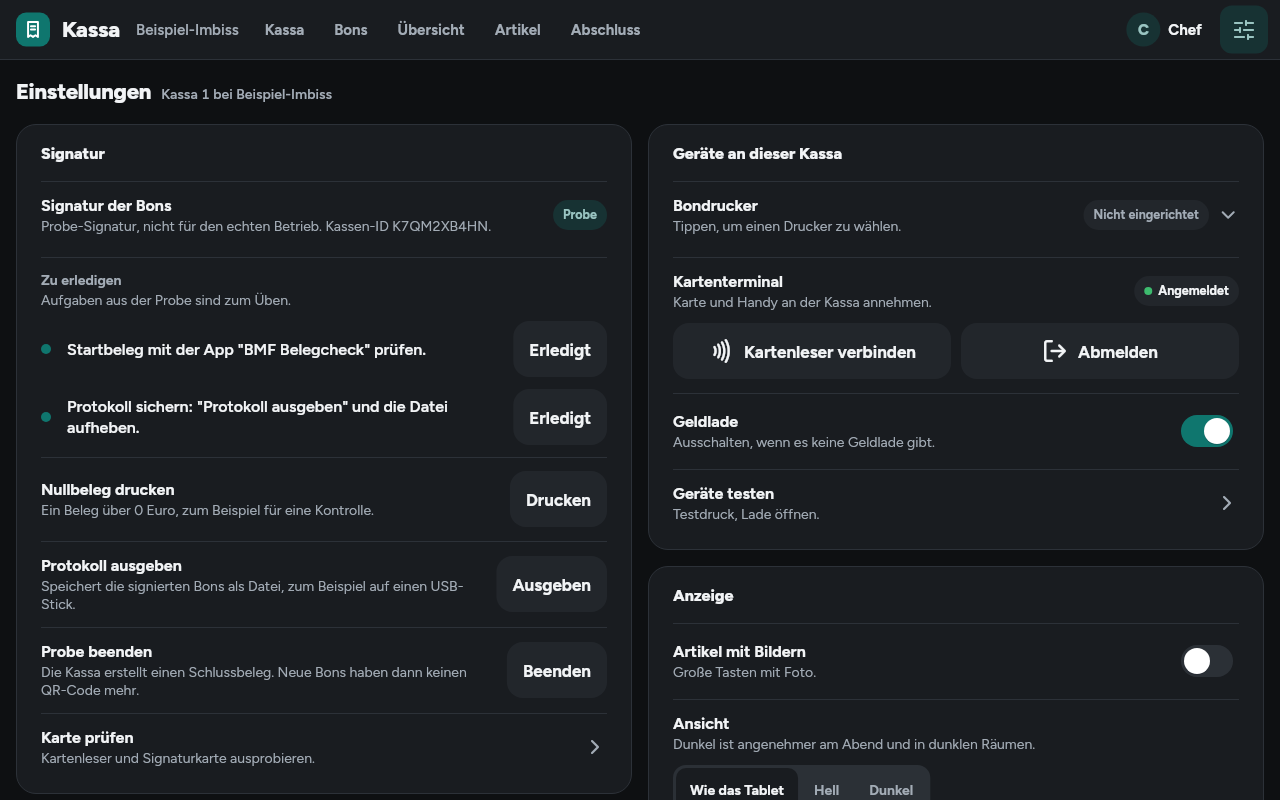 Kassa Beispiel-Imbiss Kassa Bons Übersicht Artikel Abschluss C Chef
Einstellungen Kassa 1 bei Beispiel-Imbiss
Signatur
Signatur der Bons
Probe-Signatur, nicht für den echten Betrieb. Kassen-ID K7QM2XB4HN.
Probe
Zu erledigen
Aufgaben aus der Probe sind zum Üben.
Startbeleg mit der App "BMF Belegcheck" prüfen.
Erledigt
Protokoll sichern: "Protokoll ausgeben" und die Datei
aufheben.
Erledigt
Nullbeleg drucken
Ein Beleg über 0 Euro, zum Beispiel für eine Kontrolle.
Drucken
Protokoll ausgeben
Speichert die signierten Bons als Datei, zum Beispiel auf einen USB-
Stick.
Ausgeben
Probe beenden
Die Kassa erstellt einen Schlussbeleg. Neue Bons haben dann keinen
QR-Code mehr.
Beenden
Karte prüfen
Kartenleser und Signaturkarte ausprobieren.
Geräte an dieser Kassa
Bondrucker
Tippen, um einen Drucker zu wählen.
Nicht eingerichtet
Kartenterminal
Karte und Handy an der Kassa annehmen.
Angemeldet
Kartenleser verbinden
Abmelden
Geldlade
Ausschalten, wenn es keine Geldlade gibt.
Geräte testen
Testdruck, Lade öffnen.
Anzeige
Artikel mit Bildern
Große Tasten mit Foto.
Ansicht
Dunkel ist angenehmer am Abend und in dunklen Räumen.
Wie das Tablet Hell Dunkel